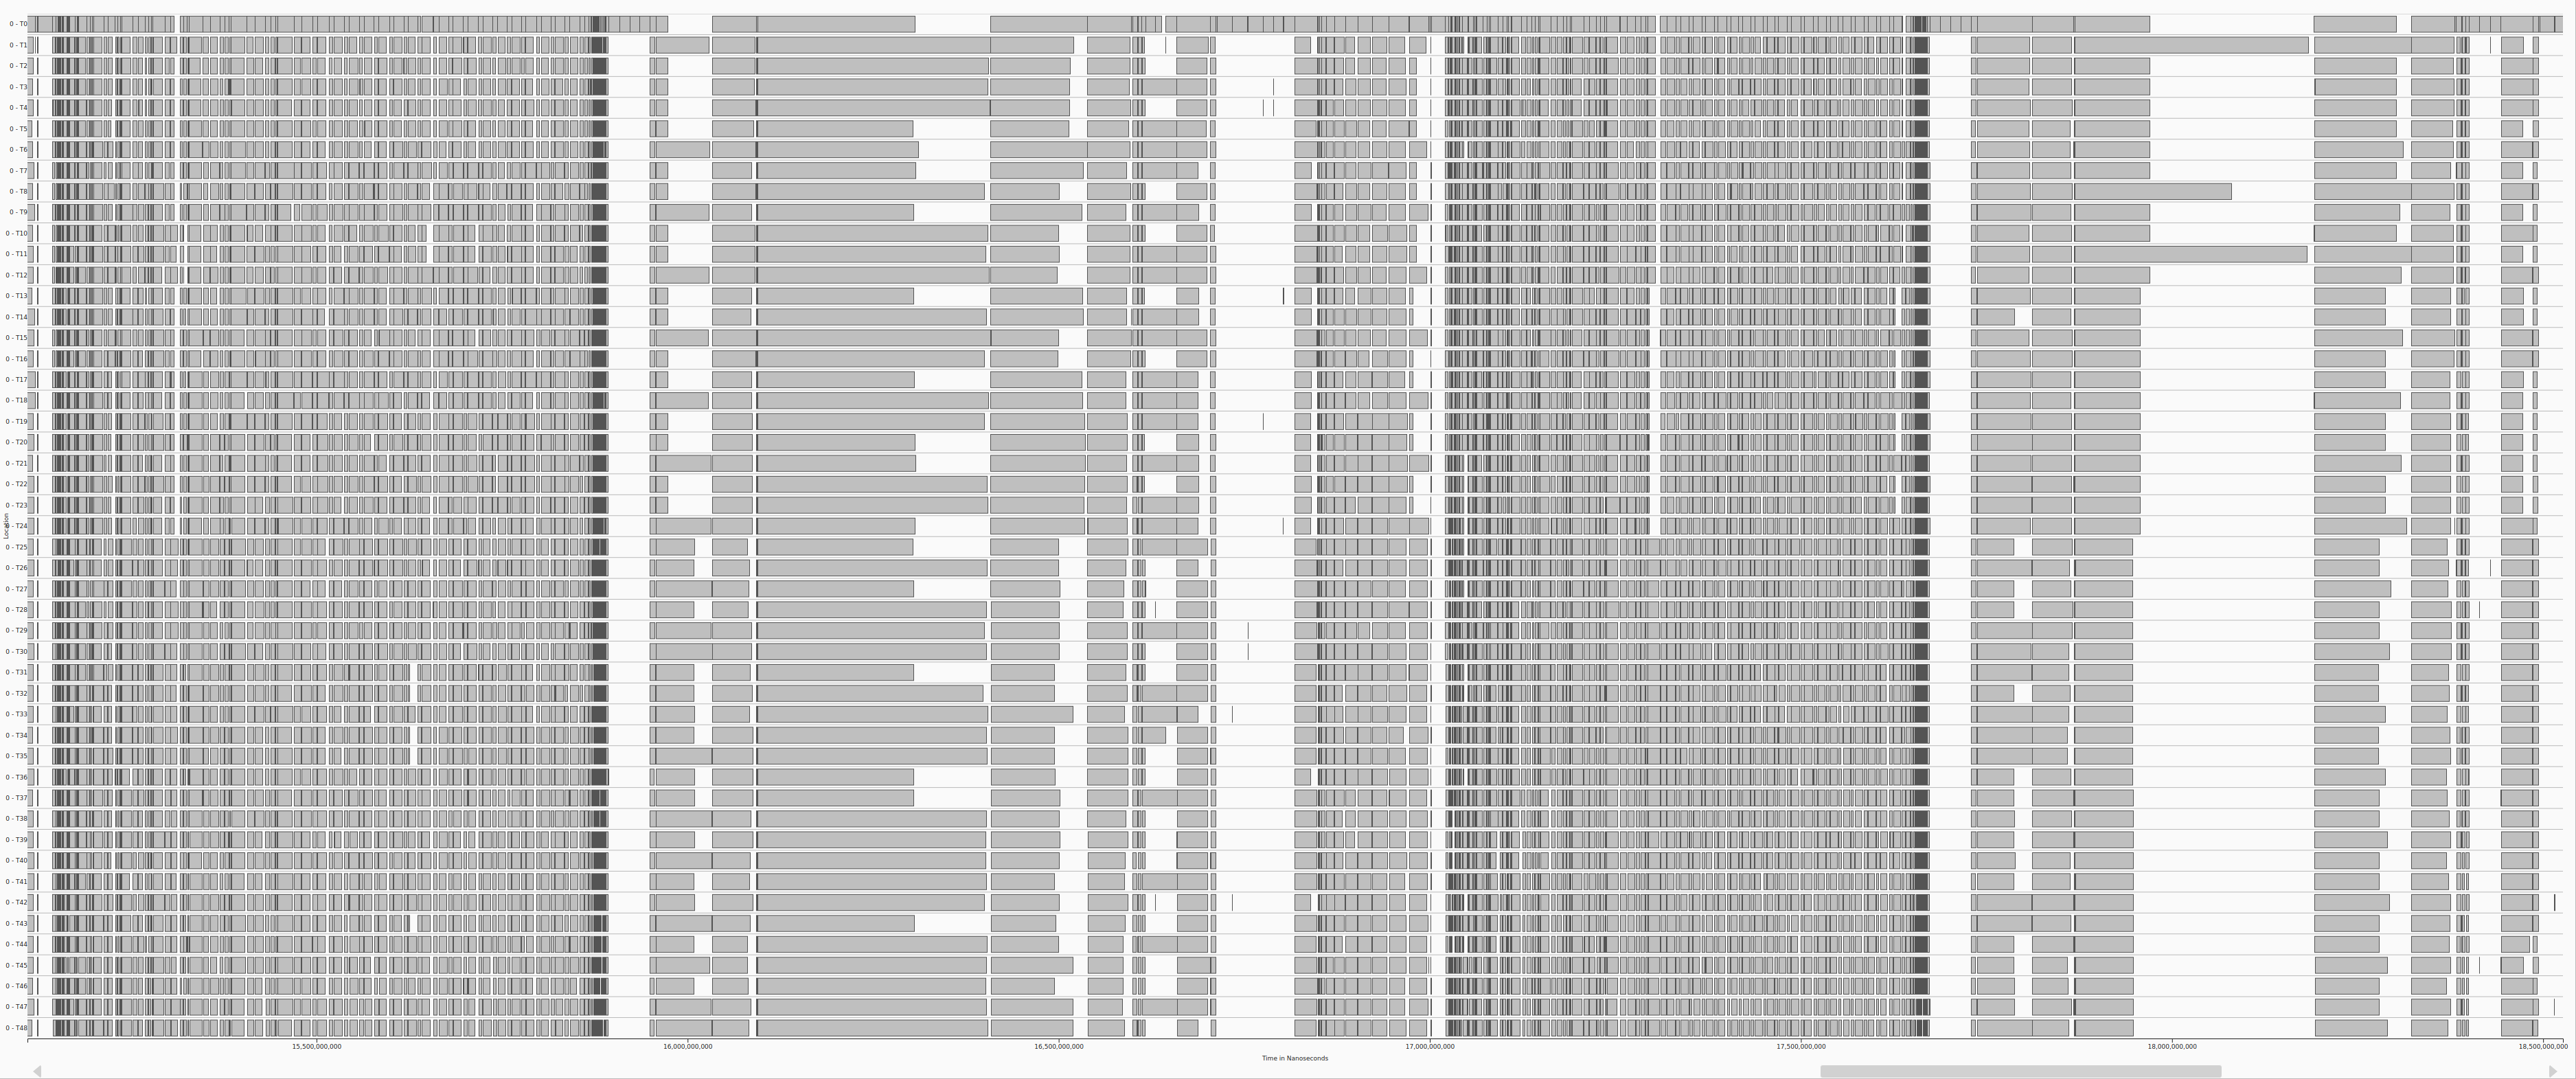 0 - T0
0 - T1
0 - T2
0 - T3
0 - T4
0 - T5
0 - T6
0 - T7
0 - T8
0 - T9
0 - T10
0 - T11
0 - T12
0 - T13
0 - T14
0 - T15
0 - T16
0 - T17
0 - T18
0 - T19
0 - T20
0 - T21
0 - T22
0 - T23
Location
0 - T24
0 - T25
0 - T26
0 - T27
0 - T28
0 - T29
0 - T30
0 - T31
0 - T32
0 - T33
0 - T34
0 - T35
0 - T36
0 - T37
0 - T38
0 - T39
0 - T40
0 - T41
0 - T42
0 - T43
0 - T44
0 - T45
0 - T46
0 - T47
0 - T48
15,500,000,000 16,000,000,000 16,500,000,000 17,000,000,000 17,500,000,000 18,000,000,000 18,500,000,000
Time in Nanoseconds